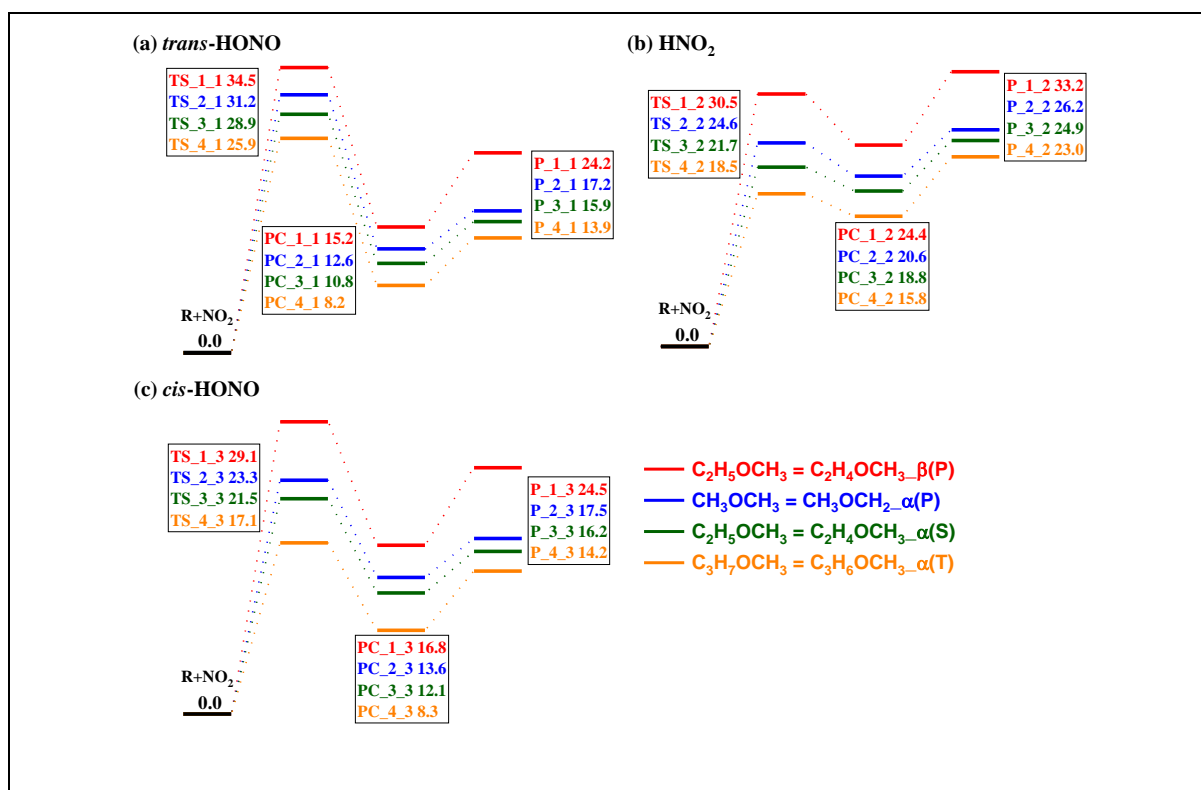 (a) trans-HONO
TS_1_1 34.5
TS_2_1 31.2
TS_3_1 28.9
TS_4_1 25.9
P_1_1 24.2
P_2_1 17.2
P_3_1 15.9
P_4_1 13.9
PC_1_1 15.2
PC_2_1 12.6
PC_3_1 10.8
PC_4_1 8.2
R+NO₂
0.0
(b) HNO₂
P_1_2 33.2
P_2_2 26.2
P_3_2 24.9
P_4_2 23.0
TS_1_2 30.5
TS_2_2 24.6
TS_3_2 21.7
TS_4_2 18.5
PC_1_2 24.4
PC_2_2 20.6
PC_3_2 18.8
PC_4_2 15.8
R+NO₂
0.0
(c) cis-HONO
TS_1_3 29.1
TS_2_3 23.3
TS_3_3 21.5
TS_4_3 17.1
P_1_3 24.5
P_2_3 17.5
P_3_3 16.2
P_4_3 14.2
PC_1_3 16.8
PC_2_3 13.6
PC_3_3 12.1
PC_4_3 8.3
R+NO₂
0.0
C₂H₅OCH₃ = C₂H₄OCH₃_β(P)
CH₃OCH₃ = CH₃OCH₂_α(P)
C₂H₅OCH₃ = C₂H₄OCH₃_α(S)
C₃H₇OCH₃ = C₃H₆OCH₃_α(T)